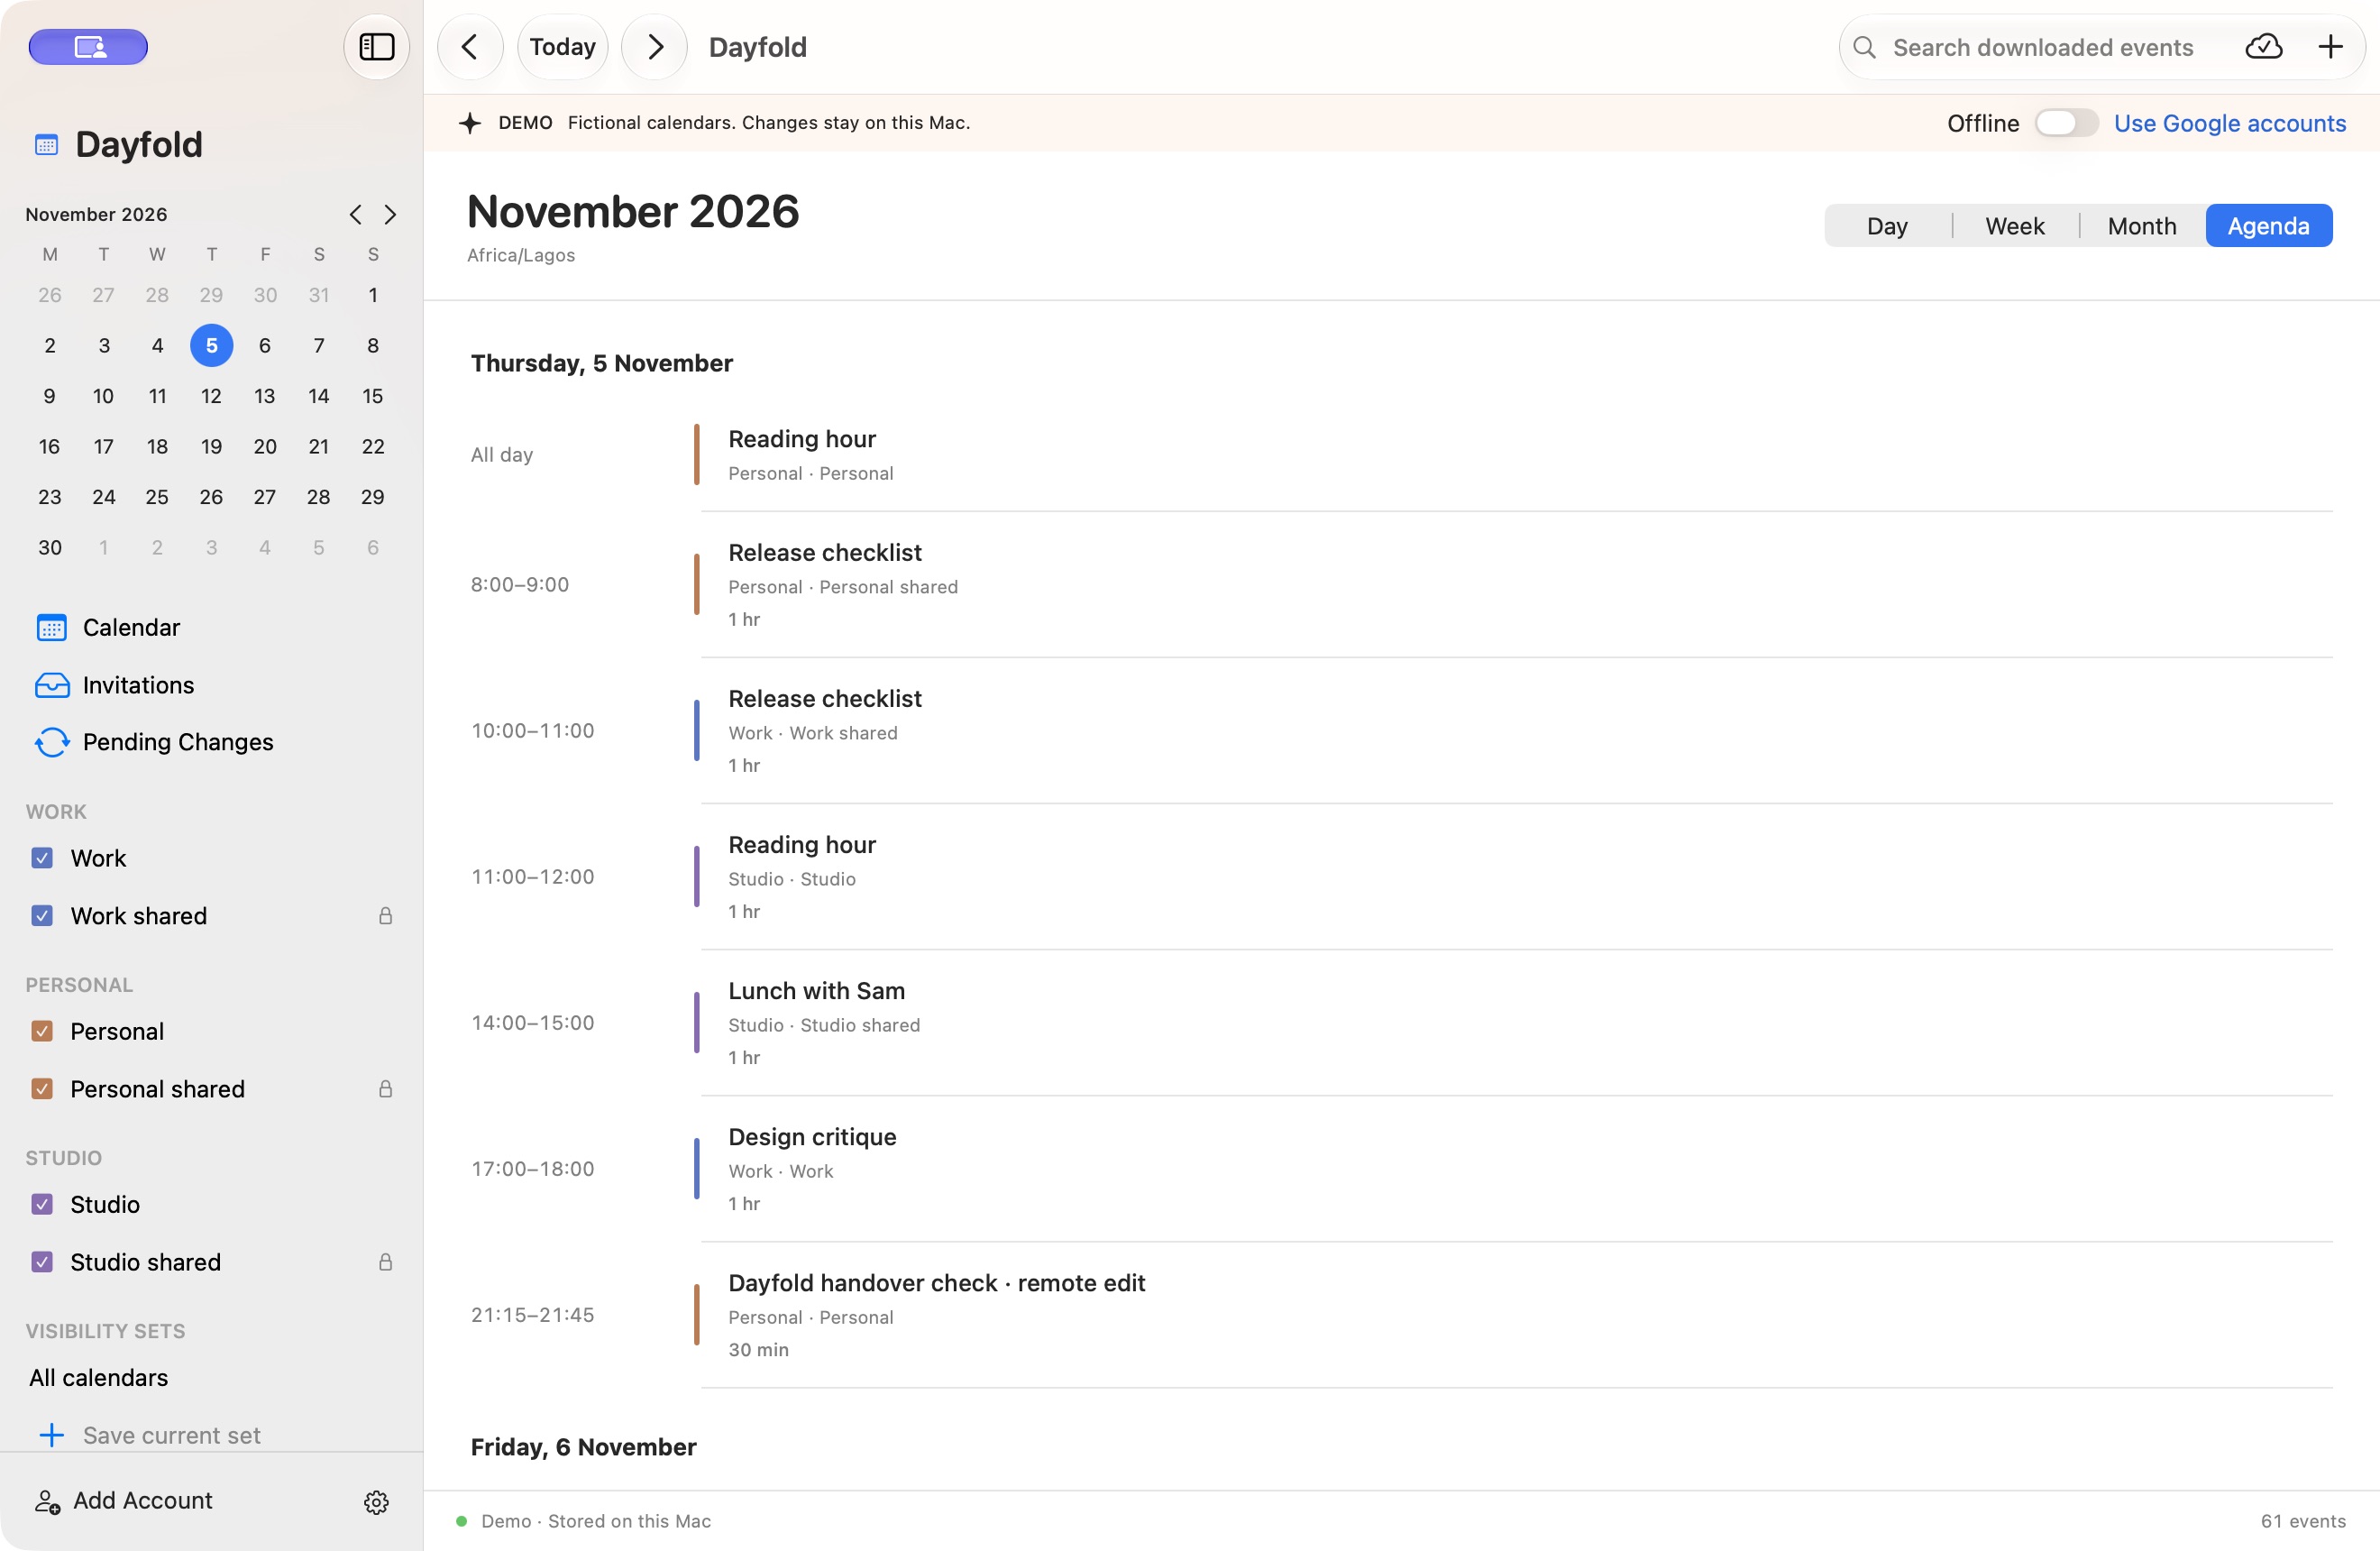 Today
Dayfold
Search downloaded events
DEMO Fictional calendars. Changes stay on this Mac.
Offline
Use Google accounts
Dayfold
November 2026
M T W T F S S
26 27 28 29 30 31 1
2 3 4 5 6 7 8
9 10 11 12 13 14 15
16 17 18 19 20 21 22
23 24 25 26 27 28 29
30 1 2 3 4 5 6
Calendar
Invitations
Pending Changes
WORK
Work
Work shared
PERSONAL
Personal
Personal shared
STUDIO
Studio
Studio shared
VISIBILITY SETS
All calendars
Save current set
Add Account
November 2026
Africa/Lagos
Day Week Month Agenda
Thursday, 5 November
All day
Reading hour
Personal · Personal
8:00–9:00
Release checklist
Personal · Personal shared
1 hr
10:00–11:00
Release checklist
Work · Work shared
1 hr
11:00–12:00
Reading hour
Studio · Studio
1 hr
14:00–15:00
Lunch with Sam
Studio · Studio shared
1 hr
17:00–18:00
Design critique
Work · Work
1 hr
21:15–21:45
Dayfold handover check · remote edit
Personal · Personal
30 min
Friday, 6 November
Demo · Stored on this Mac
61 events